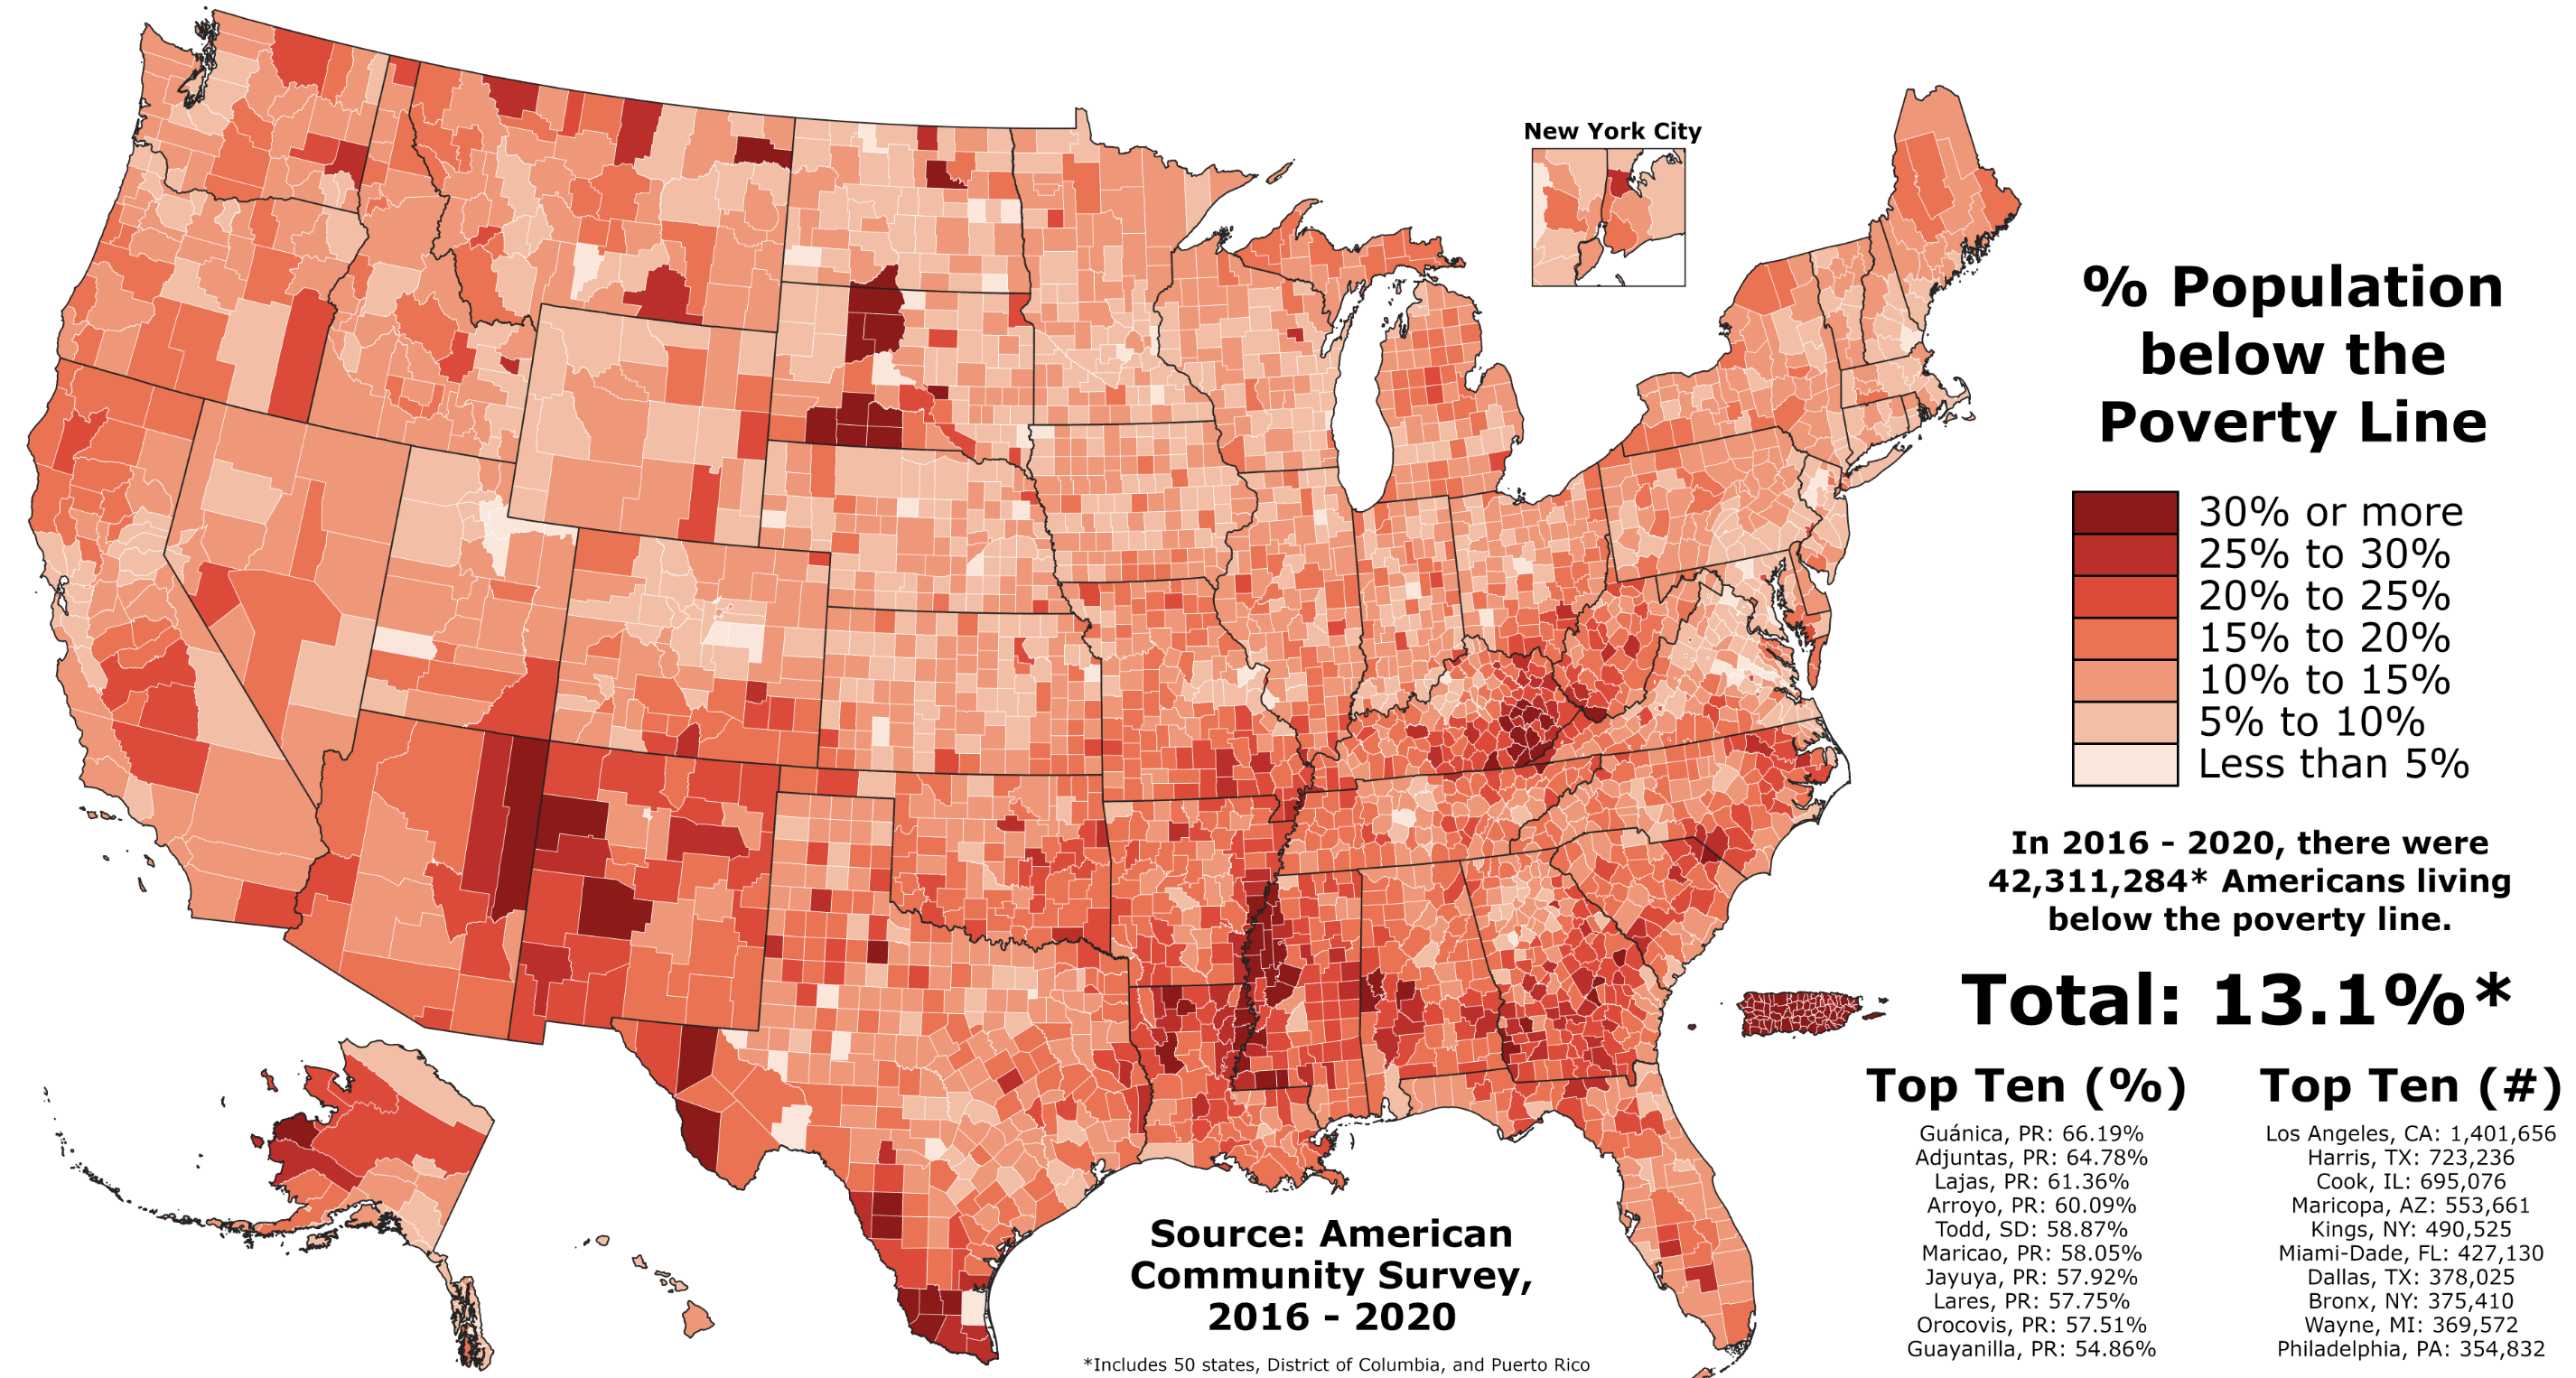 New York City
% Population
below the
Poverty Line
30% or more
25% to 30%
20% to 25%
15% to 20%
10% to 15%
5% to 10%
Less than 5%
In 2016 - 2020, there were
42,311,284* Americans living
below the poverty line.
Total: 13.1%*
Top Ten (%)
Guánica, PR: 66.19%
Adjuntas, PR: 64.78%
Lajas, PR: 61.36%
Arroyo, PR: 60.09%
Todd, SD: 58.87%
Maricao, PR: 58.05%
Jayuya, PR: 57.92%
Lares, PR: 57.75%
Orocovis, PR: 57.51%
Guayanilla, PR: 54.86%
Top Ten (#)
Los Angeles, CA: 1,401,656
Harris, TX: 723,236
Cook, IL: 695,076
Maricopa, AZ: 553,661
Kings, NY: 490,525
Miami-Dade, FL: 427,130
Dallas, TX: 378,025
Bronx, NY: 375,410
Wayne, MI: 369,572
Philadelphia, PA: 354,832
Source: American
Community Survey,
2016 - 2020
*Includes 50 states, District of Columbia, and Puerto Rico